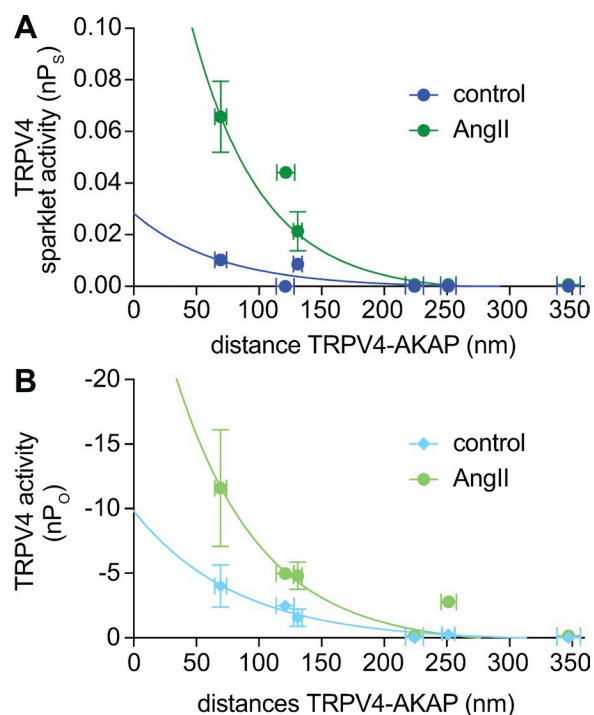 A
TRPV4
sparklet activity (nPS)
0.10
0.08
0.06
0.04
0.02
0.00
control
AngII
0 50 100 150 200 250 300 350
distance TRPV4-AKAP (nm)
B
TRPV4 activity
(nPO)
-20
-15
-10
-5
0
control
AngII
0 50 100 150 200 250 300 350
distances TRPV4-AKAP (nm)